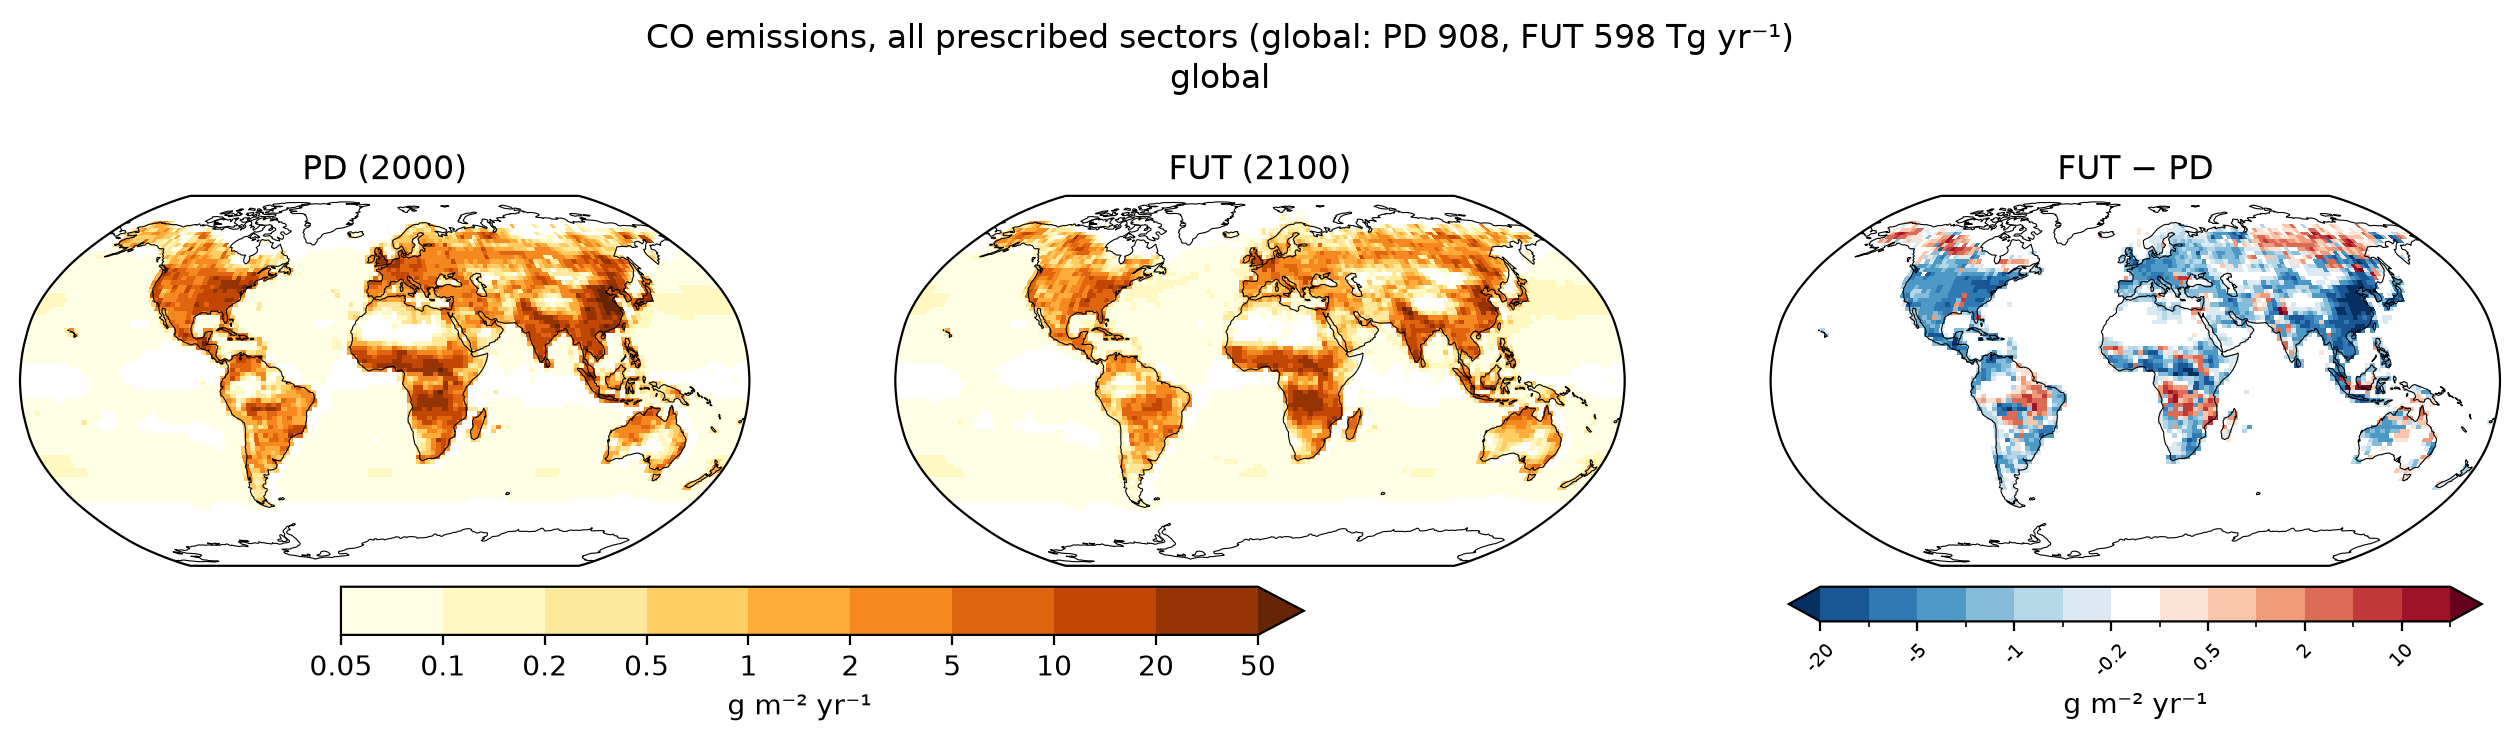 CO emissions, all prescribed sectors (global: PD 908, FUT 598 Tg yr⁻¹)
global
PD (2000)
FUT (2100)
FUT − PD
0.05 0.1 0.2 0.5 1 2 5 10 20 50
g m⁻² yr⁻¹
-20 -5 -1 -0.2 0.5 2 10
g m⁻² yr⁻¹